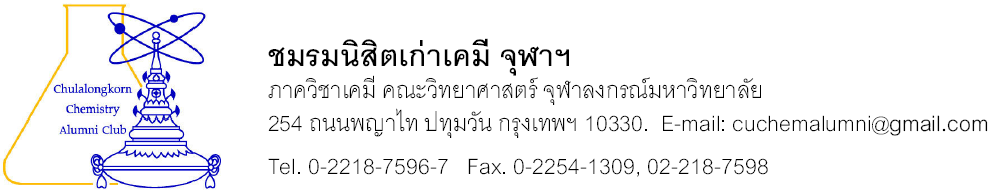 Chulalongkorn
Chemistry
Alumni Club
ชมรมนิสิตเก่าเคมี จุฬาฯ
ภาควิชาเคมี คณะวิทยาศาสตร์ จุฬาลงกรณ์มหาวิทยาลัย
254 ถนนพญาไท ปทุมวัน กรุงเทพฯ 10330.  E-mail: cuchemalumni@gmail.com
Tel. 0-2218-7596-7   Fax. 0-2254-1309, 02-218-7598